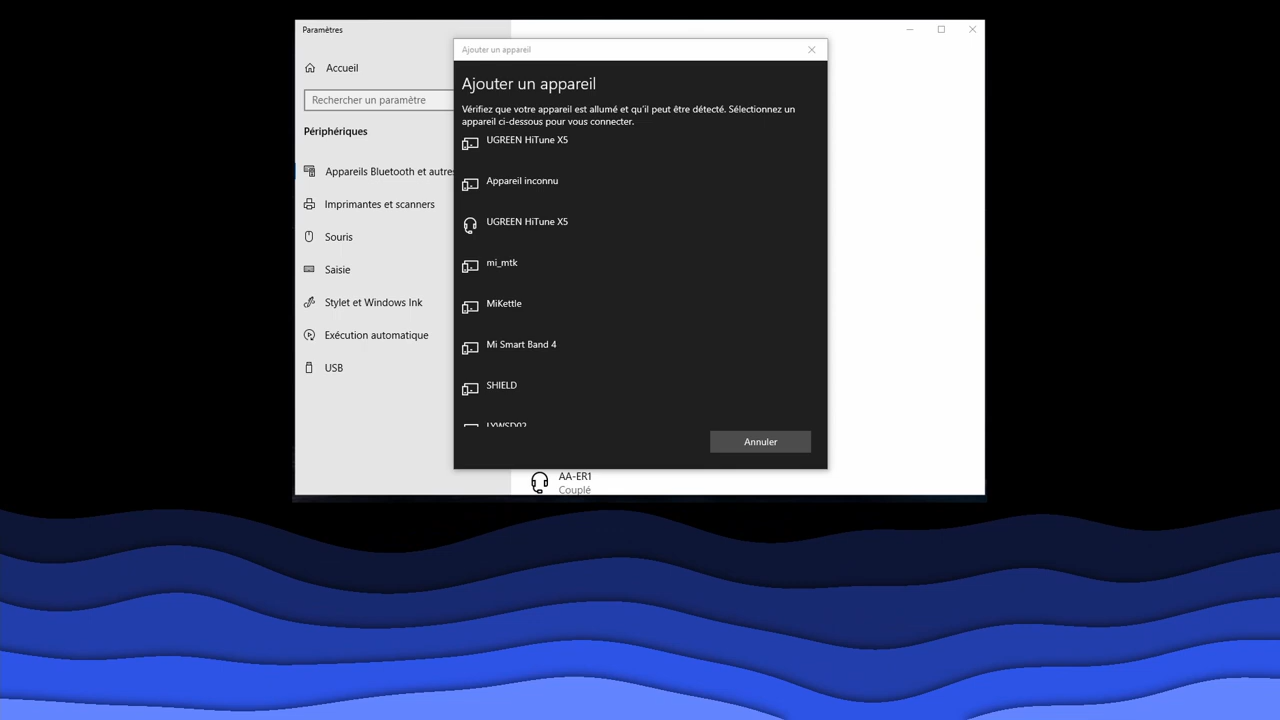 Paramètres
Ajouter un appareil
Accueil
Rechercher un paramètre
Périphériques
Appareils Bluetooth et autres
Imprimantes et scanners
Souris
Saisie
Stylet et Windows Ink
Exécution automatique
USB
Ajouter un appareil
Vérifiez que votre appareil est allumé et qu'il peut être détecté. Sélectionnez un
appareil ci-dessous pour vous connecter.
UGREEN HiTune X5
Appareil inconnu
UGREEN HiTune X5
mi_mtk
MiKettle
Mi Smart Band 4
SHIELD
LYWSD02
Annuler
AA-ER1
Couplé